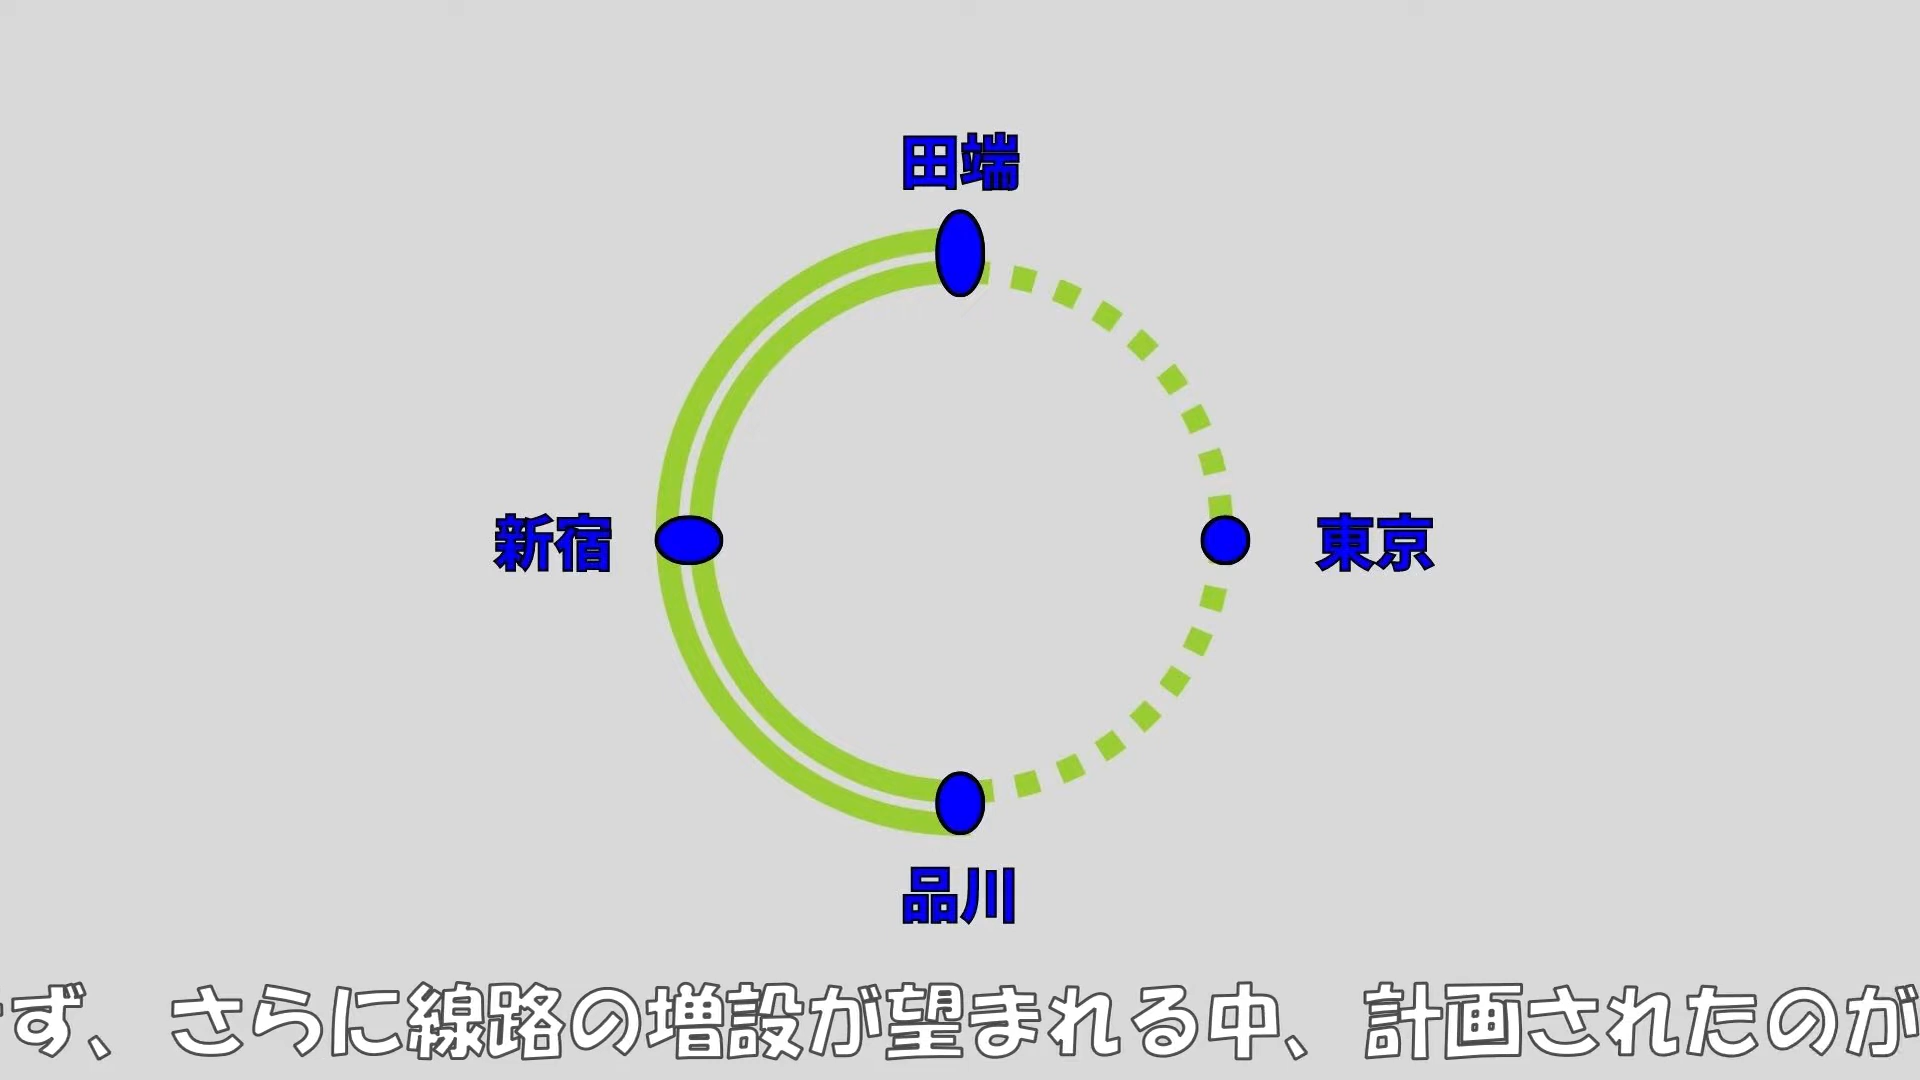 田端
新宿
東京
品川
ず、さらに線路の増設が望まれる中、計画されたのが